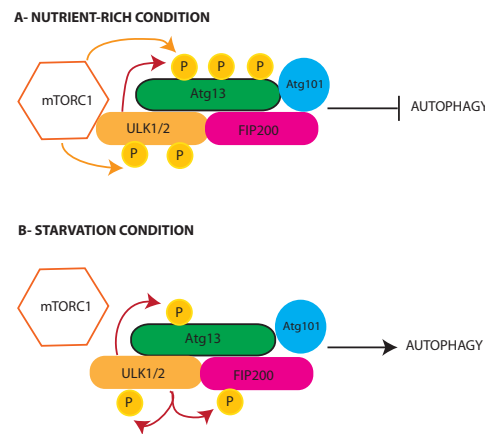 A- NUTRIENT-RICH CONDITION
P P P
mTORC1
Atg13
Atg101
AUTOPHAGY
ULK1/2
FIP200
P P
B- STARVATION CONDITION
mTORC1
P
Atg13
Atg101
AUTOPHAGY
ULK1/2
FIP200
P P